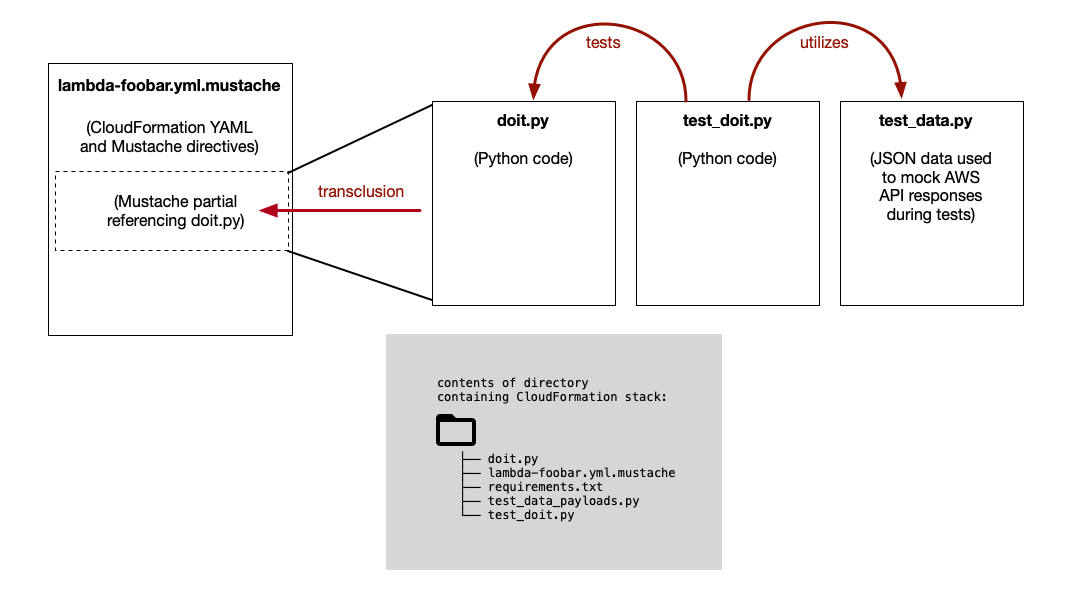 tests
utilizes
lambda-foobar.yml.mustache
(CloudFormation YAML
and Mustache directives)
(Mustache partial
referencing doit.py)
transclusion
doit.py
(Python code)
test_doit.py
(Python code)
test_data.py
(JSON data used
to mock AWS
API responses
during tests)
contents of directory
containing CloudFormation stack:
doit.py
lambda-foobar.yml.mustache
requirements.txt
test_data_payloads.py
test_doit.py